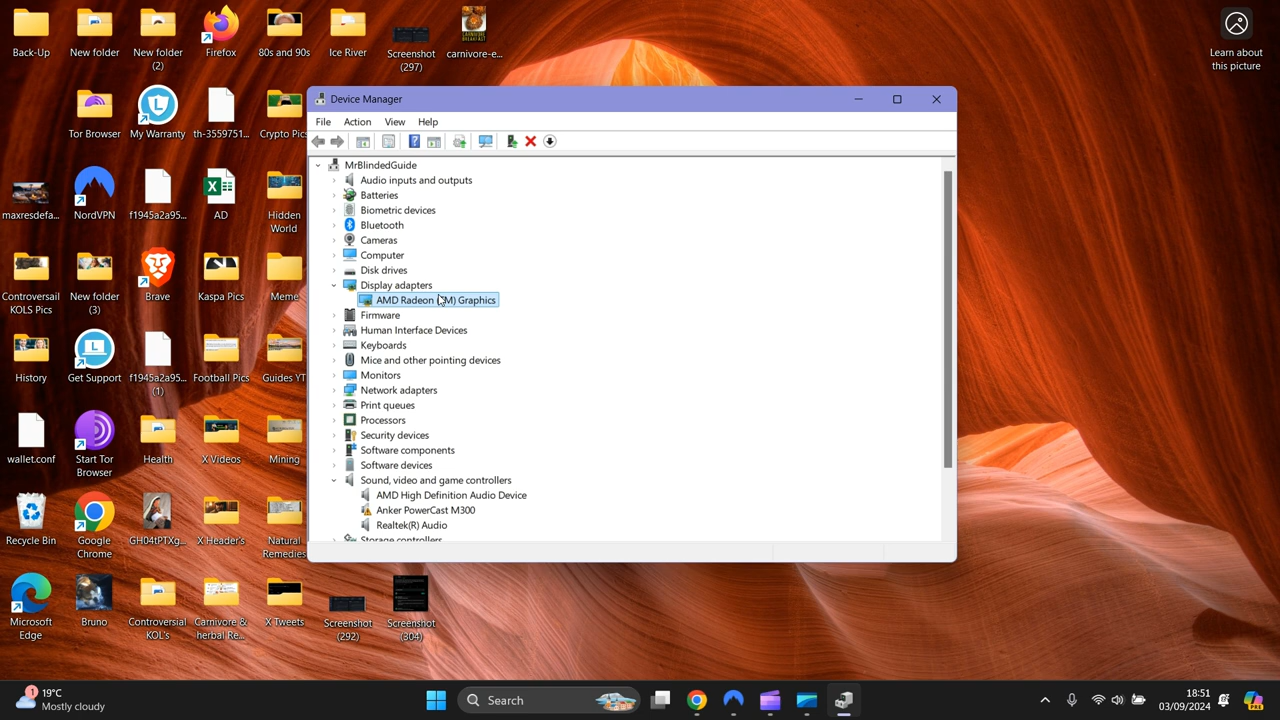 Back-Up
New folder
New folder
(2)
Firefox
80s and 90s
Ice River
Screenshot
(297)
carnivore-e...
Learn about
this picture
Tor Browser
My Warranty
th-3559751...
Crypto Pics
maxresdefa...
NordVPN
f1945a2a95...
AD
Hidden
World
Controversail
KOLS Pics
New folder
(3)
Brave
Kaspa Pics
Meme
History
Get Support
f1945a2a95...
(1)
Football Pics
Guides YT
wallet.conf
Start Tor
Browser
Health
X Videos
Mining
Recycle Bin
Google
Chrome
GH04tPTXg...
X Header's
Natural
Remedies
Microsoft
Edge
Bruno
Controversial
KOL's
Carnivore &
herbal Re...
X Tweets
Screenshot
(292)
Screenshot
(304)
Device Manager
File Action View Help
MrBlindedGuide
Audio inputs and outputs
Batteries
Biometric devices
Bluetooth
Cameras
Computer
Disk drives
Display adapters
AMD Radeon M) Graphics
Firmware
Human Interface Devices
Keyboards
Mice and other pointing devices
Monitors
Network adapters
Print queues
Processors
Security devices
Software components
Software devices
Sound, video and game controllers
AMD High Definition Audio Device
Anker PowerCast M300
Realtek(R) Audio
Storage controllers
1
19°C
Mostly cloudy
Search
18:51
03/09/2024
PRE